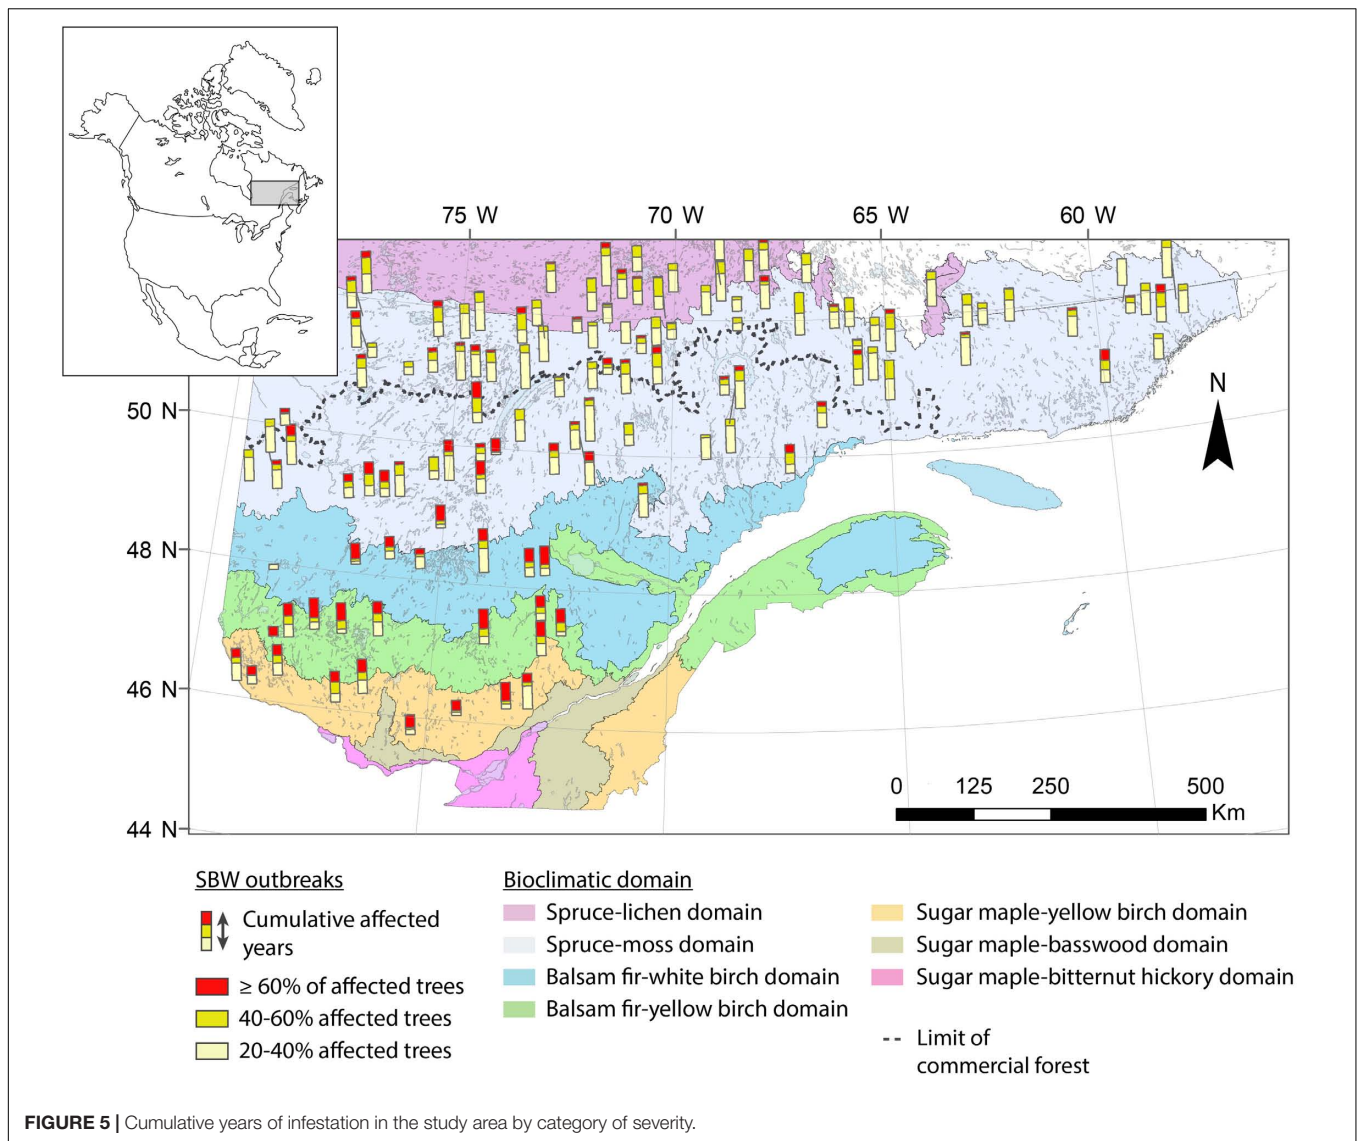 75 W 70 W 65 W 60 W
N
50 N
48 N
46 N
44 N
0 125 250 500
Km
SBW outbreaks
Cumulative affected
years
≥ 60% of affected trees
40-60% affected trees
20-40% affected trees
Bioclimatic domain
Spruce-lichen domain
Spruce-moss domain
Balsam fir-white birch domain
Balsam fir-yellow birch domain
Sugar maple-yellow birch domain
Sugar maple-basswood domain
Sugar maple-bitternut hickory domain
Limit of
commercial forest
FIGURE 5 | Cumulative years of infestation in the study area by category of severity.